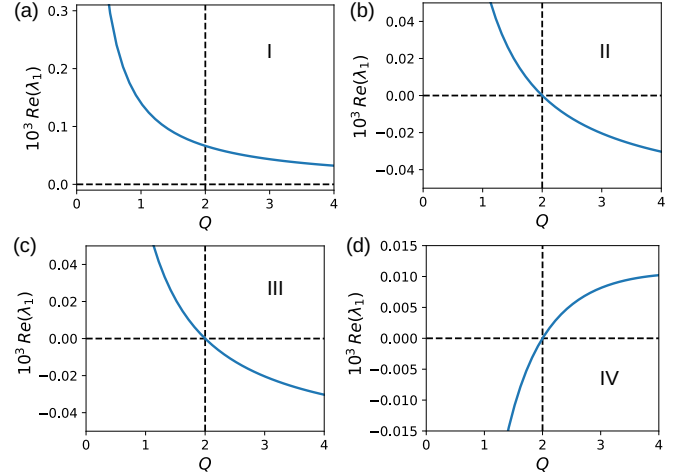 (a)
10³ Re(λ₁)
0.3
0.2
0.1
0.0
I
0 1 2 3 4
Q
(b)
10³ Re(λ₁)
0.04
0.02
0.00
−0.02
−0.04
II
0 1 2 3 4
Q
(c)
10³ Re(λ₁)
0.04
0.02
0.00
−0.02
−0.04
III
0 1 2 3 4
Q
(d)
10³ Re(λ₁)
0.015
0.010
0.005
0.000
−0.005
−0.010
−0.015
IV
0 1 2 3 4
Q